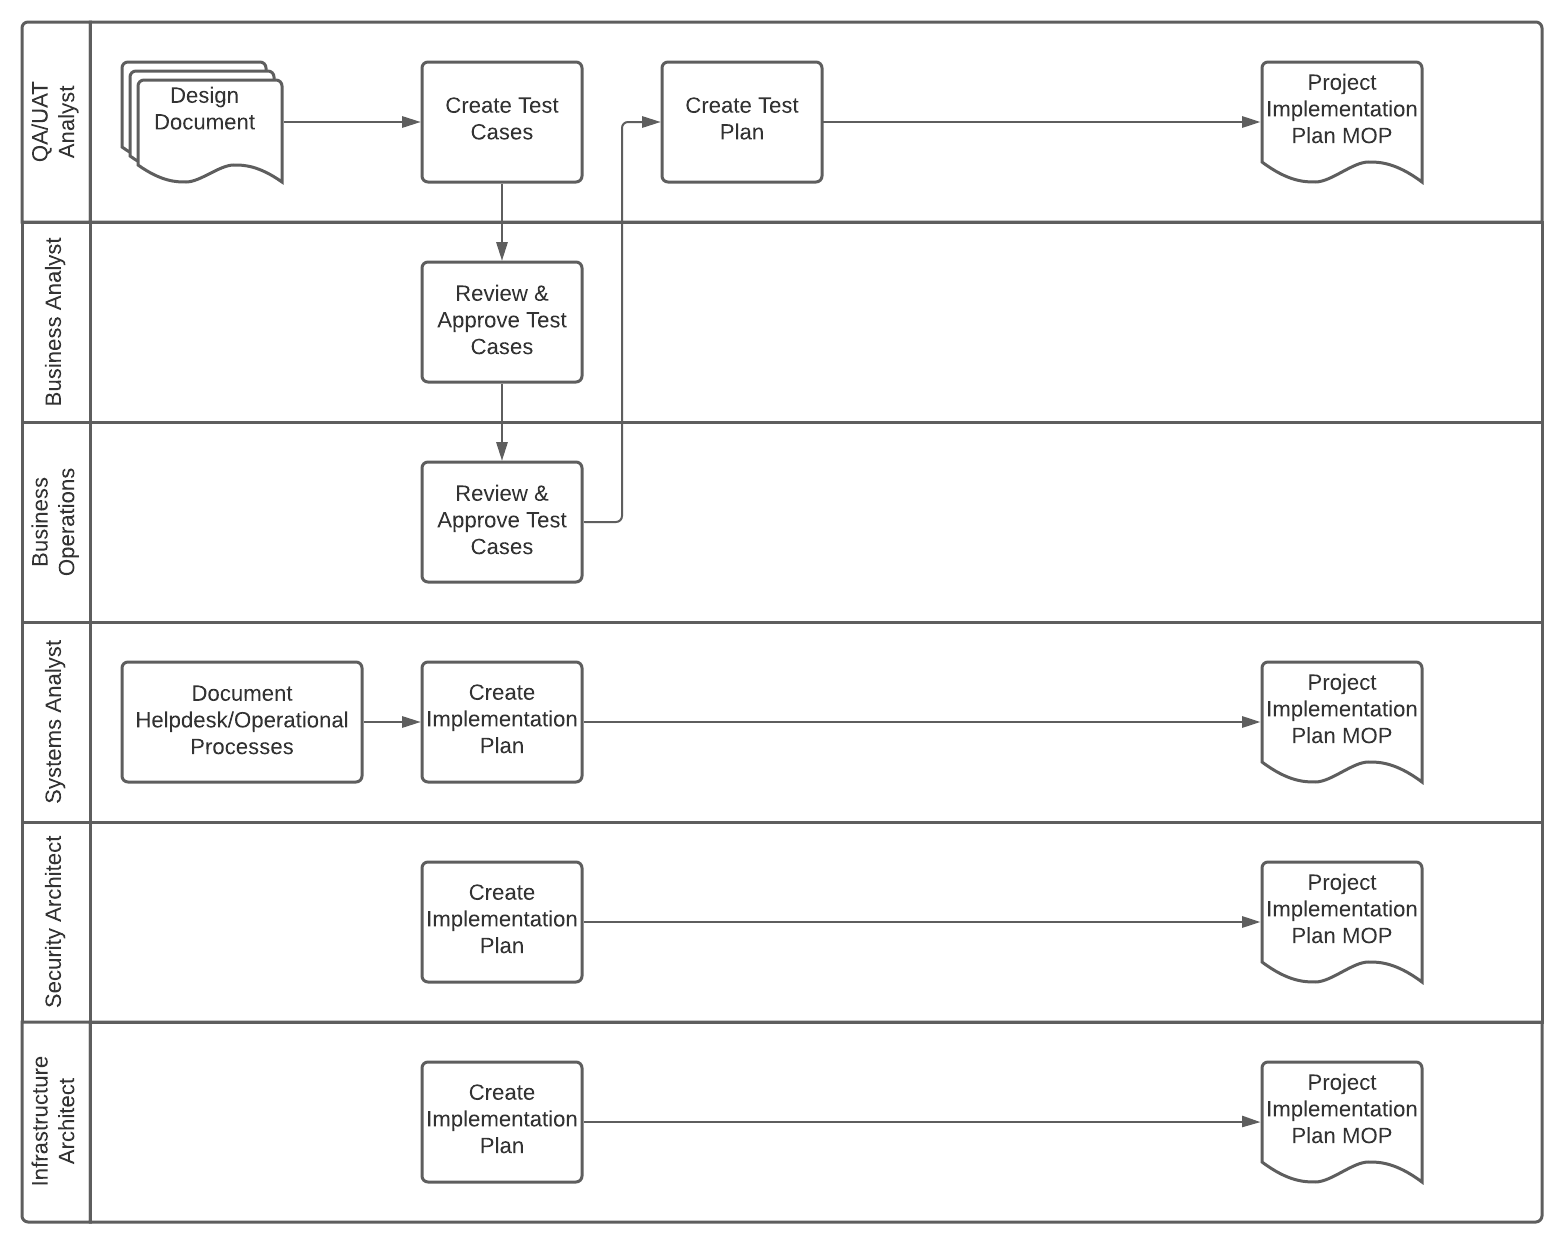 QA/UAT
Analyst
Design
Document
Create Test
Cases
Create Test
Plan
Project
Implementation
Plan MOP
Business Analyst
Review &
Approve Test
Cases
Business
Operations
Review &
Approve Test
Cases
Systems Analyst
Document
Helpdesk/Operational
Processes
Create
Implementation
Plan
Project
Implementation
Plan MOP
Security Architect
Create
Implementation
Plan
Project
Implementation
Plan MOP
Infrastructure
Architect
Create
Implementation
Plan
Project
Implementation
Plan MOP